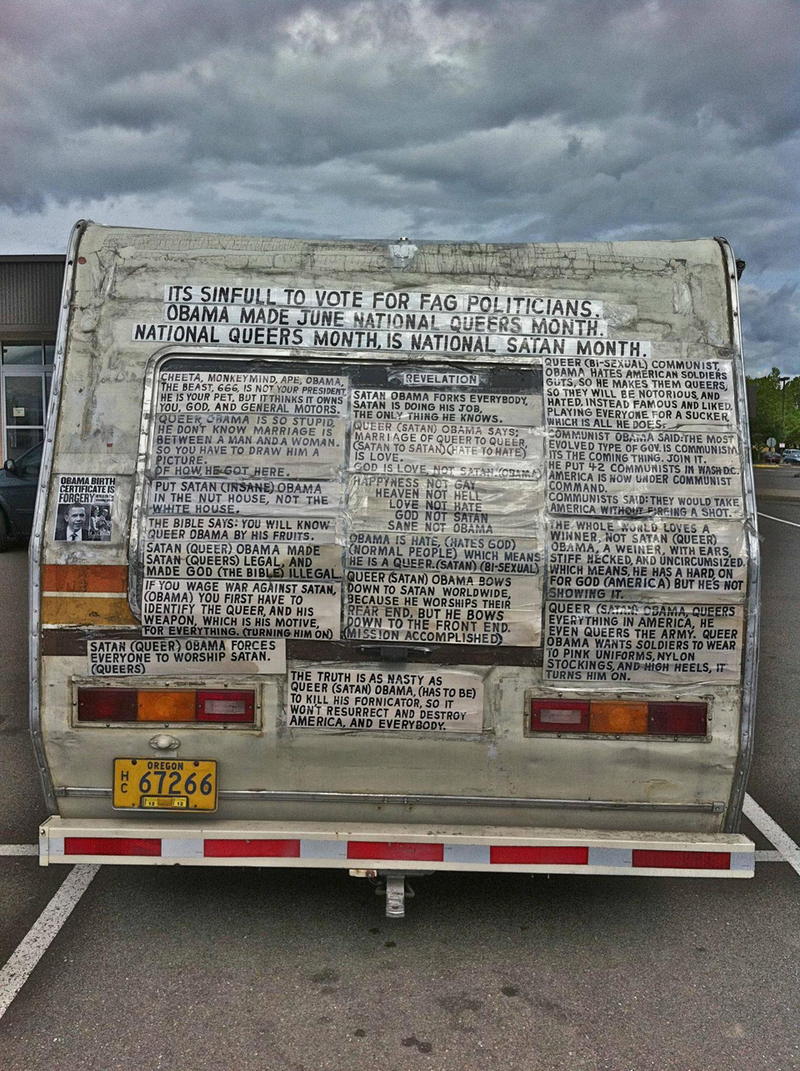 ITS SINFULL TO VOTE FOR FAG POLITICIANS.
OBAMA MADE JUNE NATIONAL QUEERS MONTH.
NATIONAL QUEERS MONTH, IS NATIONAL SATAN MONTH.
CHEETA, MONKEYMIND, APE, OBAMA,
THE BEAST, 666, IS NOT YOUR PRESIDENT
HE IS YOUR PET, BUT IT THINKS IT OWNS
YOU, GOD, AND GENERAL MOTORS.
QUEER OBAMA IS SO STUPID,
HE DON'T KNOW MARRIAGE IS
BETWEEN A MAN AND A WOMAN.
SO YOU HAVE TO DRAW HIM A
PICTURE.
OF HOW HE GOT HERE.
PUT SATAN (INSANE) OBAMA
IN THE NUT HOUSE, NOT THE
WHITE HOUSE.
THE BIBLE SAYS: YOU WILL KNOW
QUEER OBAMA BY HIS FRUITS.
SATAN (QUEER) OBAMA MADE
SATAN (QUEERS) LEGAL, AND
MADE GOD (THE BIBLE) ILLEGAL.
IF YOU WAGE WAR AGAINST SATAN,
(OBAMA) YOU FIRST HAVE TO
IDENTIFY THE QUEER, AND HIS
WEAPON, WHICH IS HIS MOTIVE,
FOR EVERYTHING. (TURNING HIM ON)
SATAN (QUEER) OBAMA FORCES
EVERYONE TO WORSHIP SATAN.
(QUEERS)
OBAMA BIRTH
CERTIFICATE IS
FORGERY
REVELATION
SATAN OBAMA FORKS EVERYBODY,
SATAN IS DOING HIS JOB,
THE ONLY THING HE KNOWS.
QUEER (SATAN) OBAMA SAYS;
MARRIAGE OF QUEER TO QUEER,
(SATAN TO SATAN) (HATE TO HATE)
IS LOVE.
GOD IS LOVE, NOT SATAN. (OBAMA)
HAPPYNESS NOT GAY
HEAVEN NOT HELL
LOVE NOT HATE
GOD NOT SATAN
SANE NOT OBAMA
OBAMA IS HATE, (HATES GOD)
(NORMAL PEOPLE) WHICH MEANS
HE IS A QUEER. (SATAN) (BI-SEXUAL)
QUEER (SATAN) OBAMA BOWS
DOWN TO SATAN WORLDWIDE,
BECAUSE HE WORSHIPS THEIR
REAR END, BUT HE BOWS
DOWN TO THE FRONT END.
(MISSION ACCOMPLISHED)
THE TRUTH IS AS NASTY AS
QUEER (SATAN) OBAMA, (HAS TO BE)
TO KILL HIS FORNICATOR, SO IT
WON'T RESURRECT AND DESTROY
AMERICA, AND EVERYBODY.
QUEER (BI-SEXUAL) COMMUNIST,
OBAMA HATES AMERICAN SOLDIERS
GUTS, SO HE MAKES THEM QUEERS,
SO THEY WILL BE NOTORIOUS, AND
HATED, INSTEAD FAMOUS AND LIKED.
PLAYING EVERYONE FOR A SUCKER,
WHICH IS ALL HE DOES.
COMMUNIST OBAMA SAID: THE MOST
EVOLVED TYPE OF GOV. IS COMMUNISM,
ITS THE COMING THING, JOIN IT.
HE PUT 42 COMMUNISTS IN WASH D.C.
AMERICA IS NOW UNDER COMMUNIST
COMMAND.
COMMUNISTS SAID: THEY WOULD TAKE
AMERICA WITHOUT FIREING A SHOT.
THE WHOLE WORLD LOVES A
WINNER, NOT SATAN (QUEER)
OBAMA, A WEINER, WITH EARS,
STIFF NECKED, AND UNCIRCUMSIZED.
WHICH MEANS, HE HAS A HARD ON
FOR GOD (AMERICA) BUT HE'S NOT
SHOWING IT.
QUEER (SATAN) OBAMA, QUEERS
EVERYTHING IN AMERICA, HE
EVEN QUEERS THE ARMY. QUEER
OBAMA WANTS SOLDIERS TO WEAR
TO PINK UNIFORMS, NYLON
STOCKINGS, AND HIGH HEELS, IT
TURNS HIM ON.
OREGON
HC 67266
12 12